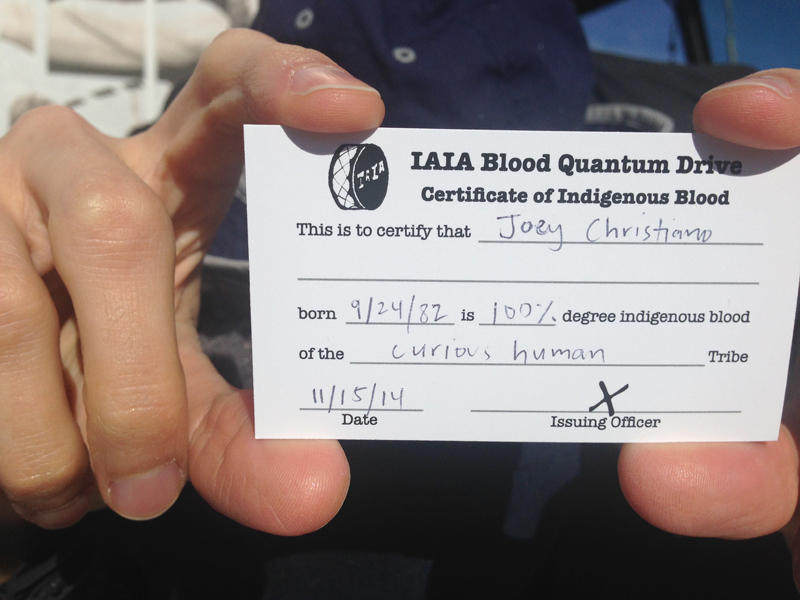 IAIA
IAIA Blood Quantum Drive
Certificate of Indigenous Blood
This is to certify that Joey Christiano
born 9/24/82 is 100% degree indigenous blood
of the curious human Tribe
11/15/14 X
Date Issuing Officer